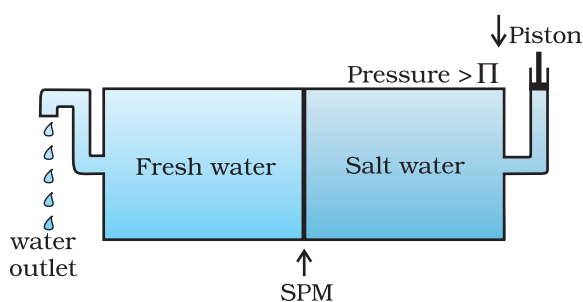 Piston
Pressure > Π
Fresh water
Salt water
water
outlet
SPM